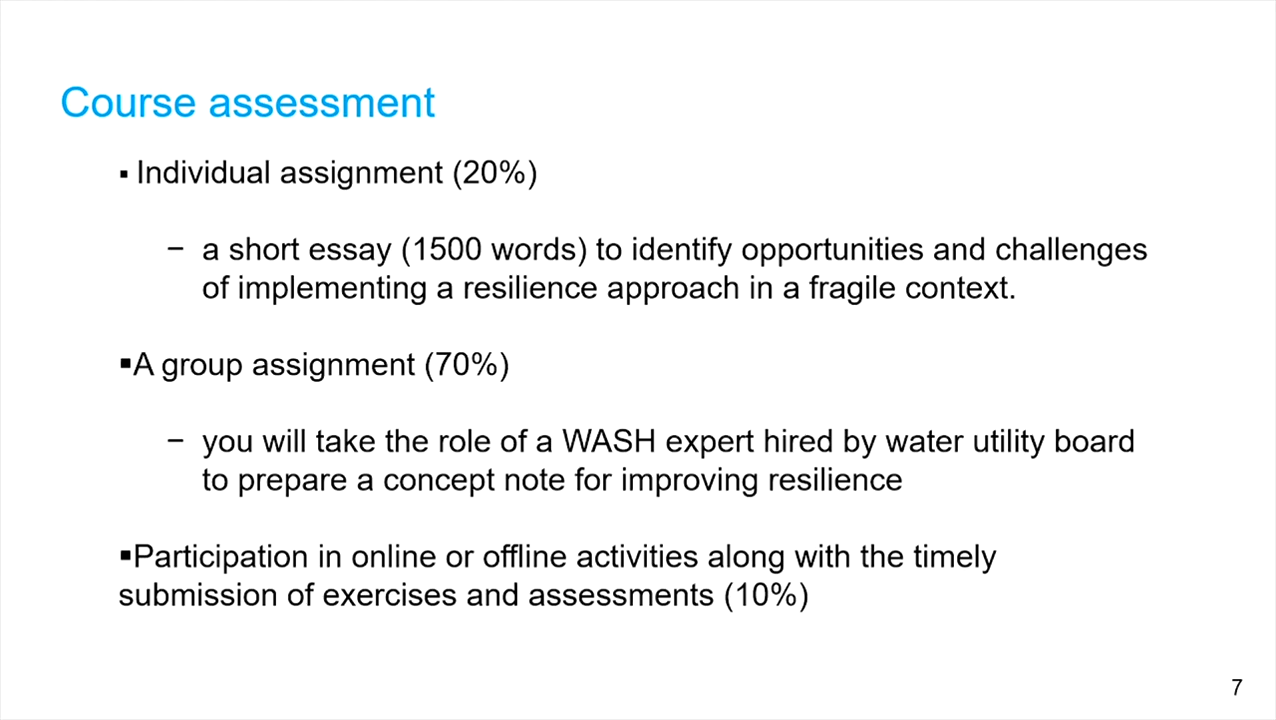 Course assessment
▪ Individual assignment (20%)
− a short essay (1500 words) to identify opportunities and challenges
of implementing a resilience approach in a fragile context.
▪A group assignment (70%)
− you will take the role of a WASH expert hired by water utility board
to prepare a concept note for improving resilience
▪Participation in online or offline activities along with the timely
submission of exercises and assessments (10%)
7